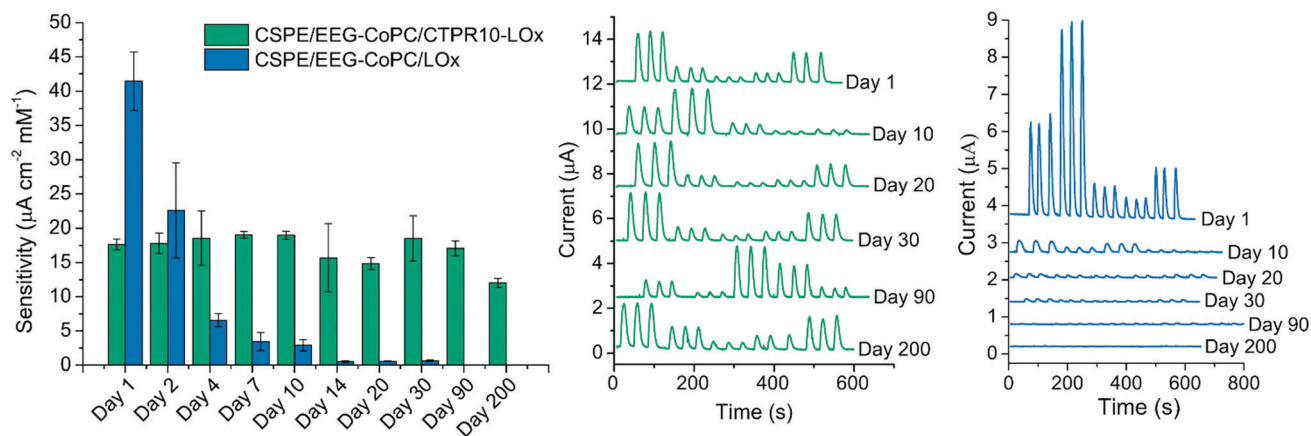 Sensitivity (µA cm⁻² mM⁻¹)
50
45
40
35
30
25
20
15
10
5
0
CSPE/EEG-CoPC/CTPR10-LOx
CSPE/EEG-CoPC/LOx
Day 1
Day 2
Day 4
Day 7
Day 10
Day 14
Day 20
Day 30
Day 90
Day 200
Current (µA)
14
12
10
8
6
4
2
0
Day 1
Day 10
Day 20
Day 30
Day 90
Day 200
0 200 400 600
Time (s)
Current (µA)
9
8
7
6
5
4
3
2
1
0
Day 1
Day 10
Day 20
Day 30
Day 90
Day 200
0 200 400 600 800
Time (s)